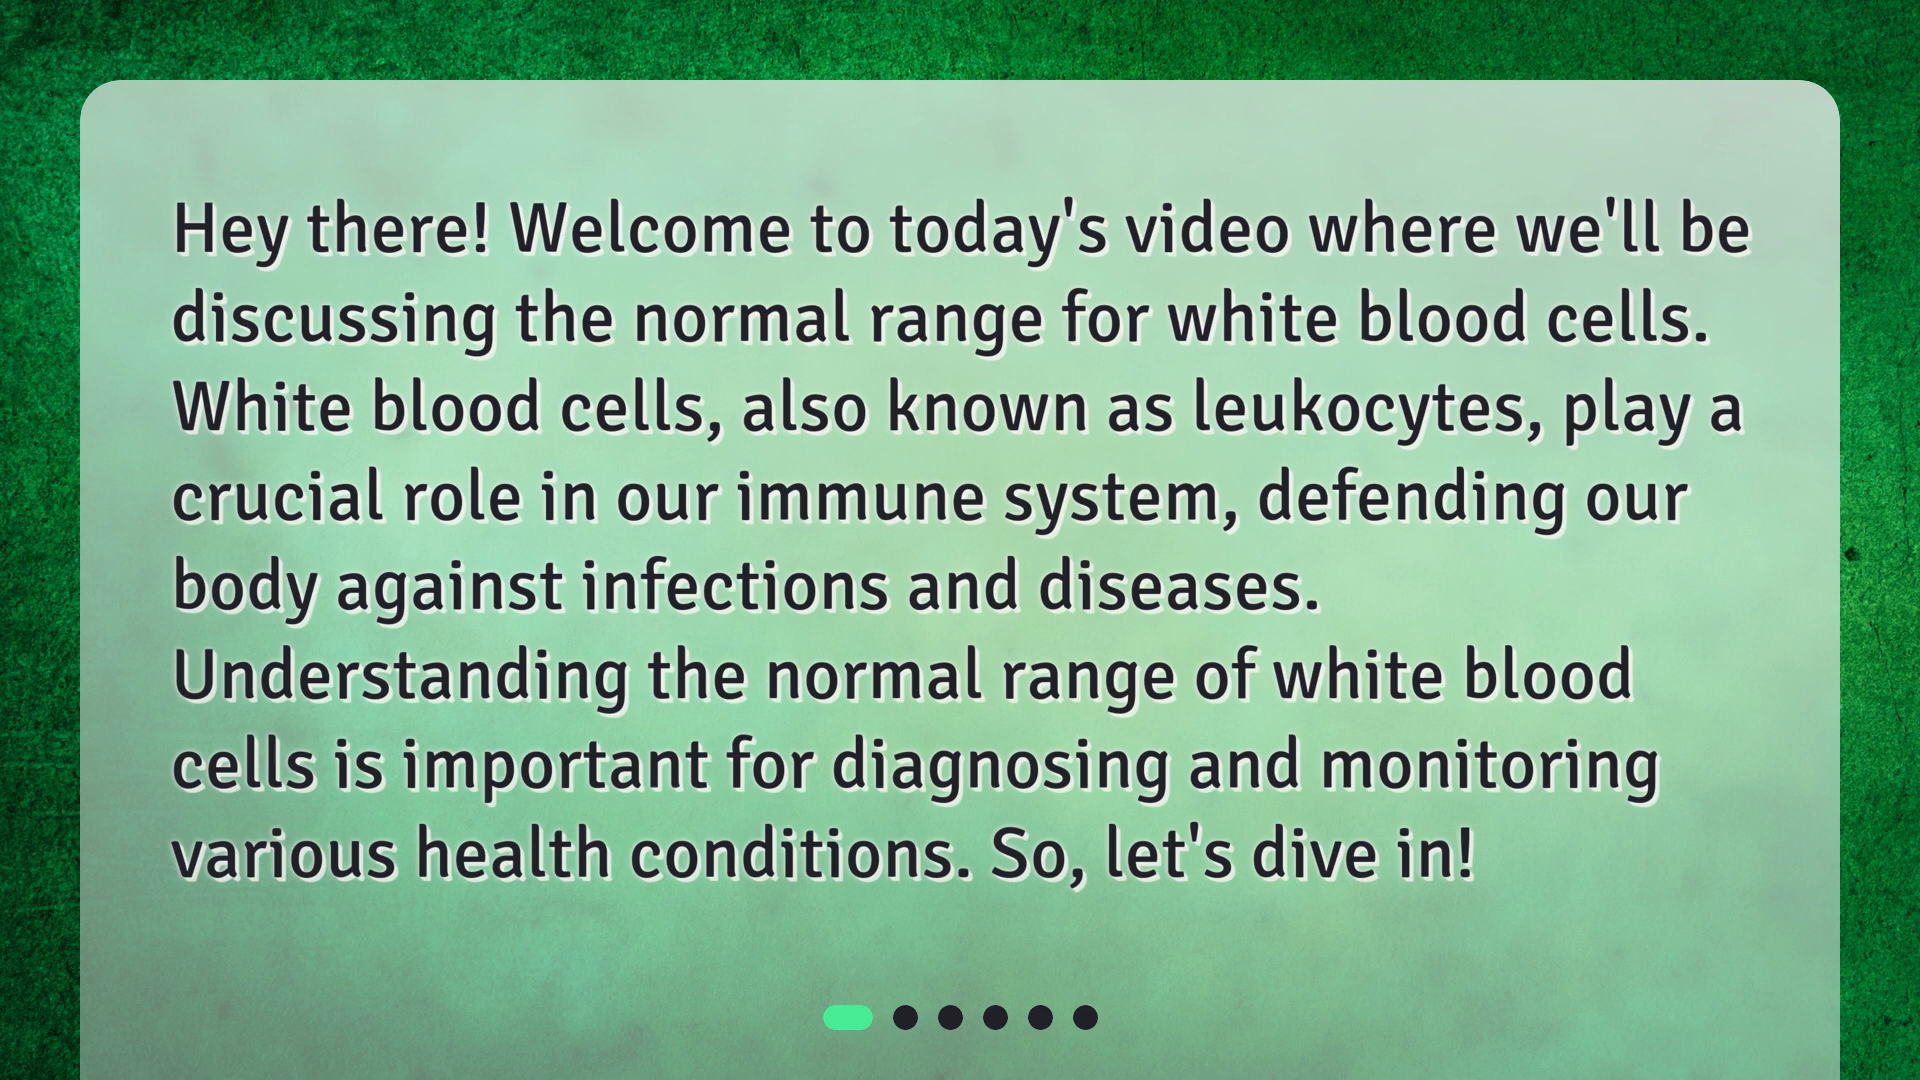 Hey there! Welcome to today's video where we'll be
discussing the normal range for white blood cells.
White blood cells, also known as leukocytes, play a
crucial role in our immune system, defending our
body against infections and diseases.
Understanding the normal range of white blood
cells is important for diagnosing and monitoring
various health conditions. So, let's dive in!